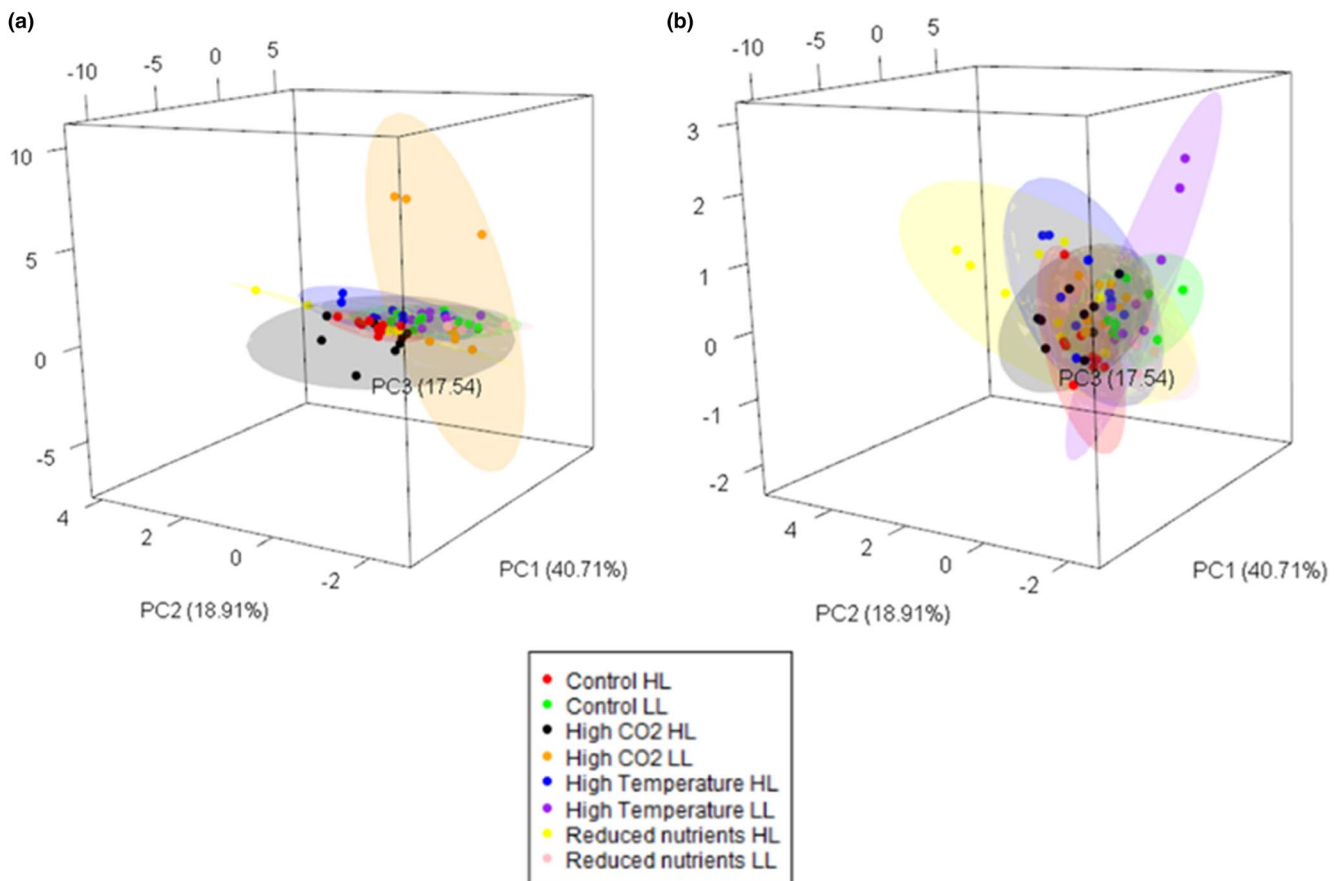 (a)
-10 -5 0 5
10
5
0
-5
4 2 0 -2
PC3 (17.54)
PC1 (40.71%)
PC2 (18.91%)
(b)
-10 -5 0 5
3
2
1
0
-1
-2
4 2 0 -2
PC3 (17.54)
PC1 (40.71%)
PC2 (18.91%)
Control HL
Control LL
High CO2 HL
High CO2 LL
High Temperature HL
High Temperature LL
Reduced nutrients HL
Reduced nutrients LL